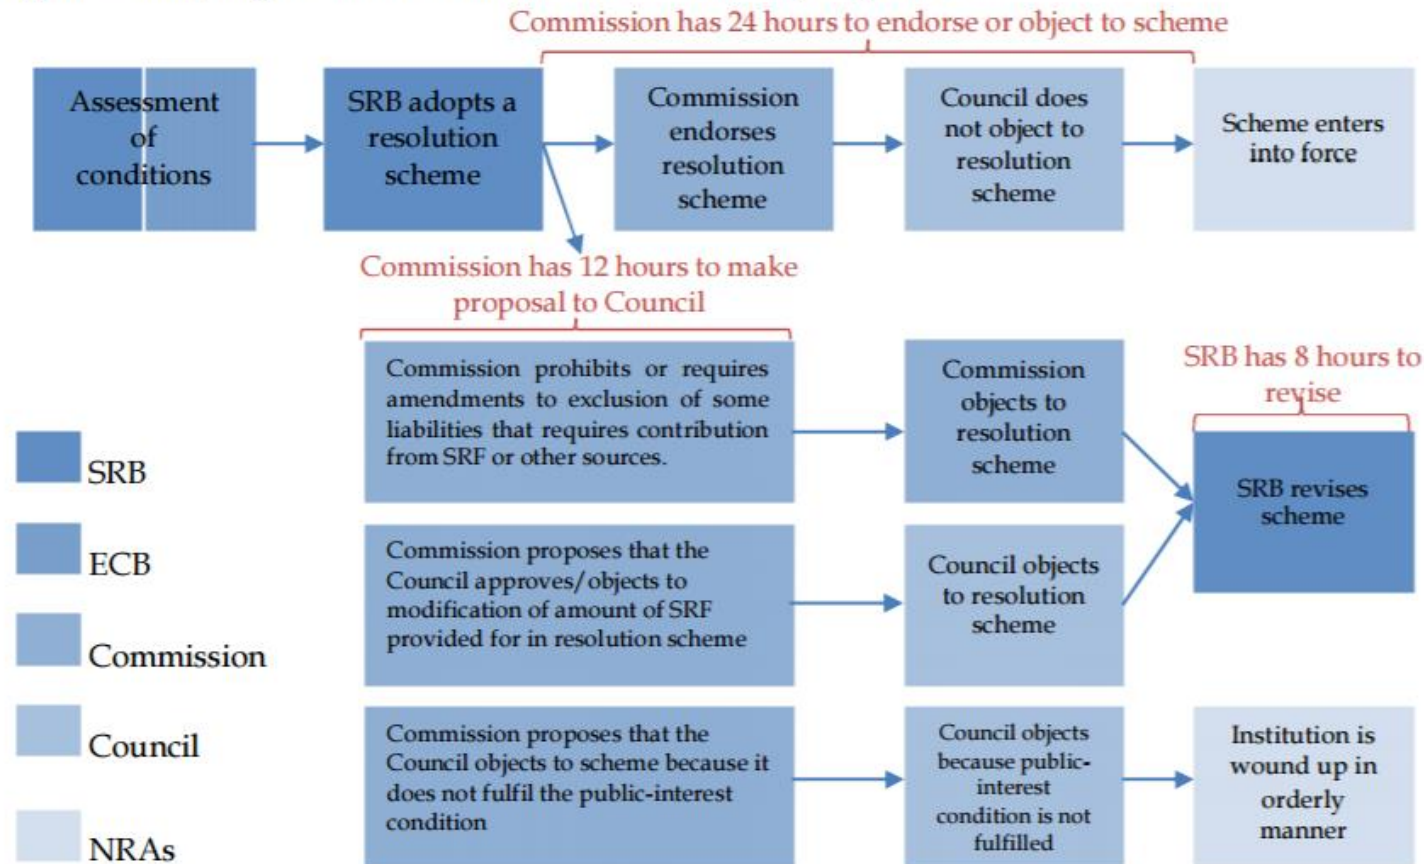 Commission has 24 hours to endorse or object to scheme
Assessment
of
conditions
SRB adopts a
resolution
scheme
Commission
endorses
resolution
scheme
Council does
not object to
resolution
scheme
Scheme enters
into force
Commission has 12 hours to make
proposal to Council
Commission prohibits or requires
amendments to exclusion of some
liabilities that requires contribution
from SRF or other sources.
Commission
objects to
resolution
scheme
SRB has 8 hours to
revise
SRB revises
scheme
Commission proposes that the
Council approves/objects to
modification of amount of SRF
provided for in resolution scheme
Council objects
to resolution
scheme
Commission proposes that the
Council objects to scheme because it
does not fulfil the public-interest
condition
Council objects
because public-
interest
condition is not
fulfilled
Institution is
wound up in
orderly
manner
SRB
ECB
Commission
Council
NRAs